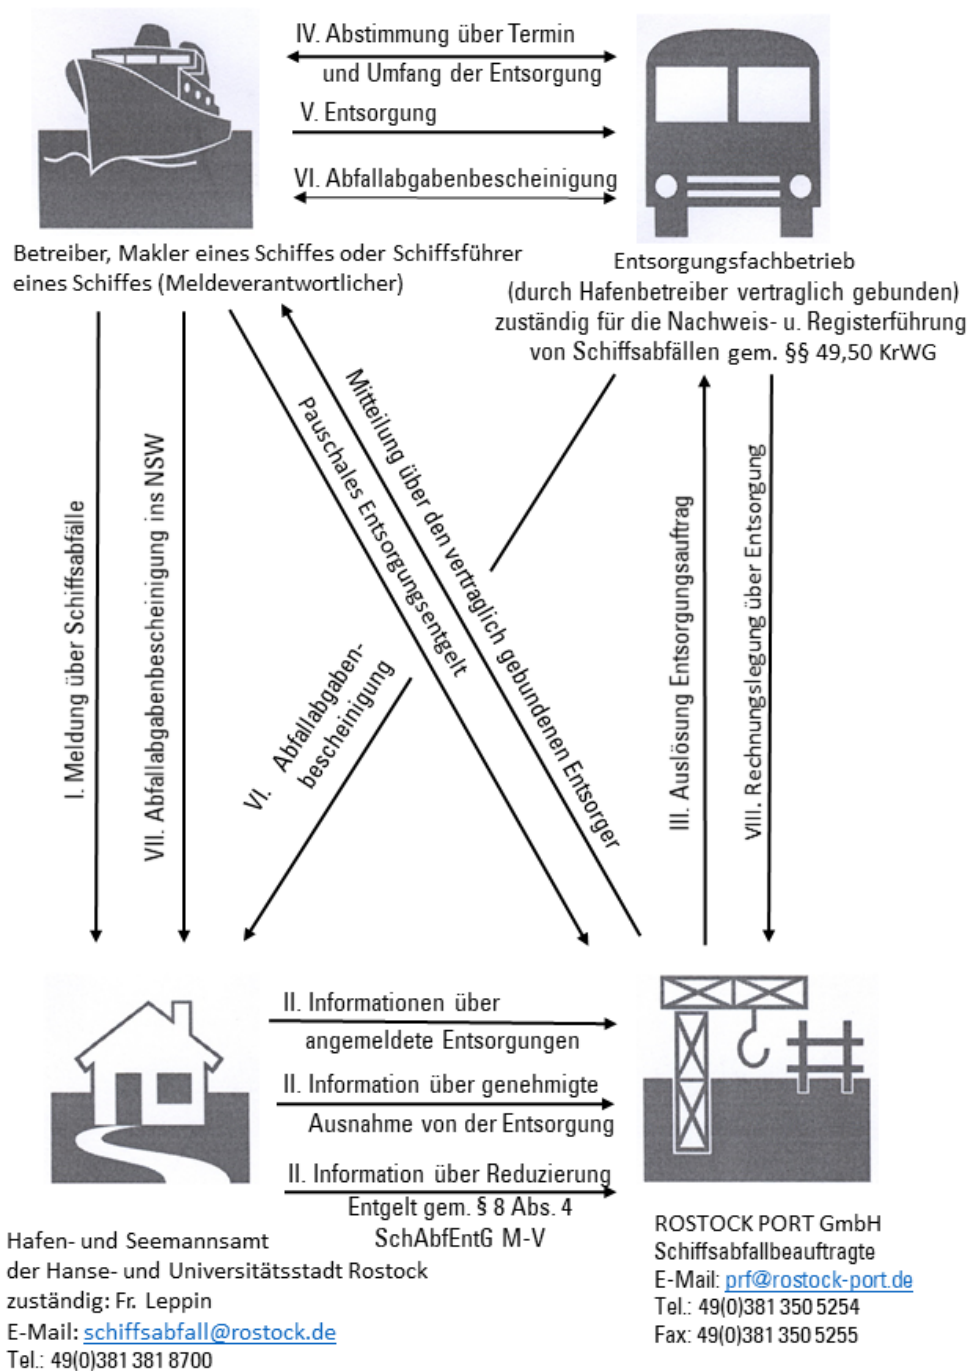 IV. Abstimmung über Termin
und Umfang der Entsorgung
V. Entsorgung
VI. Abfallabgabenbescheinigung
Betreiber, Makler eines Schiffes oder Schiffsführer
eines Schiffes (Meldeverantwortlicher)
Entsorgungsfachbetrieb
(durch Hafenbetreiber vertraglich gebunden)
zuständig für die Nachweis- u. Registerführung
von Schiffsabfällen gem. §§ 49,50 KrWG
I. Meldung über Schiffsabfälle
VII. Abfallabgabenbescheinigung ins NSW
Pauschales Entsorgungsentgelt
Mitteilung über den vertraglich gebundenen Entsorger
VI. Abfallabgaben-
bescheinigung
III. Auslösung Entsorgungsauftrag
VIII. Rechnungslegung über Entsorgung
II. Informationen über
angemeldete Entsorgungen
II. Information über genehmigte
Ausnahme von der Entsorgung
II. Information über Reduzierung
Entgelt gem. § 8 Abs. 4
SchAbfEntG M-V
Hafen- und Seemannsamt
der Hanse- und Universitätsstadt Rostock
zuständig: Fr. Leppin
E-Mail: schiffsabfall@rostock.de
Tel.: 49(0)381 381 8700
ROSTOCK PORT GmbH
Schiffsabfallbeauftragte
E-Mail: prf@rostock-port.de
Tel.: 49(0)381 350 5254
Fax: 49(0)381 350 5255